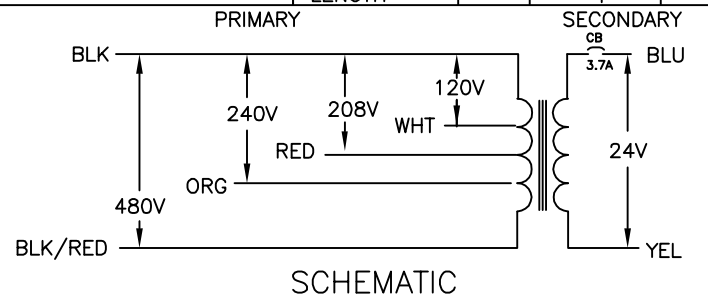 LENGTH
PRIMARY
SECONDARY
CB
BLK
BLU
3.7A
120V
240V
208V
WHT
24V
RED
ORG
480V
BLK/RED
YEL
SCHEMATIC